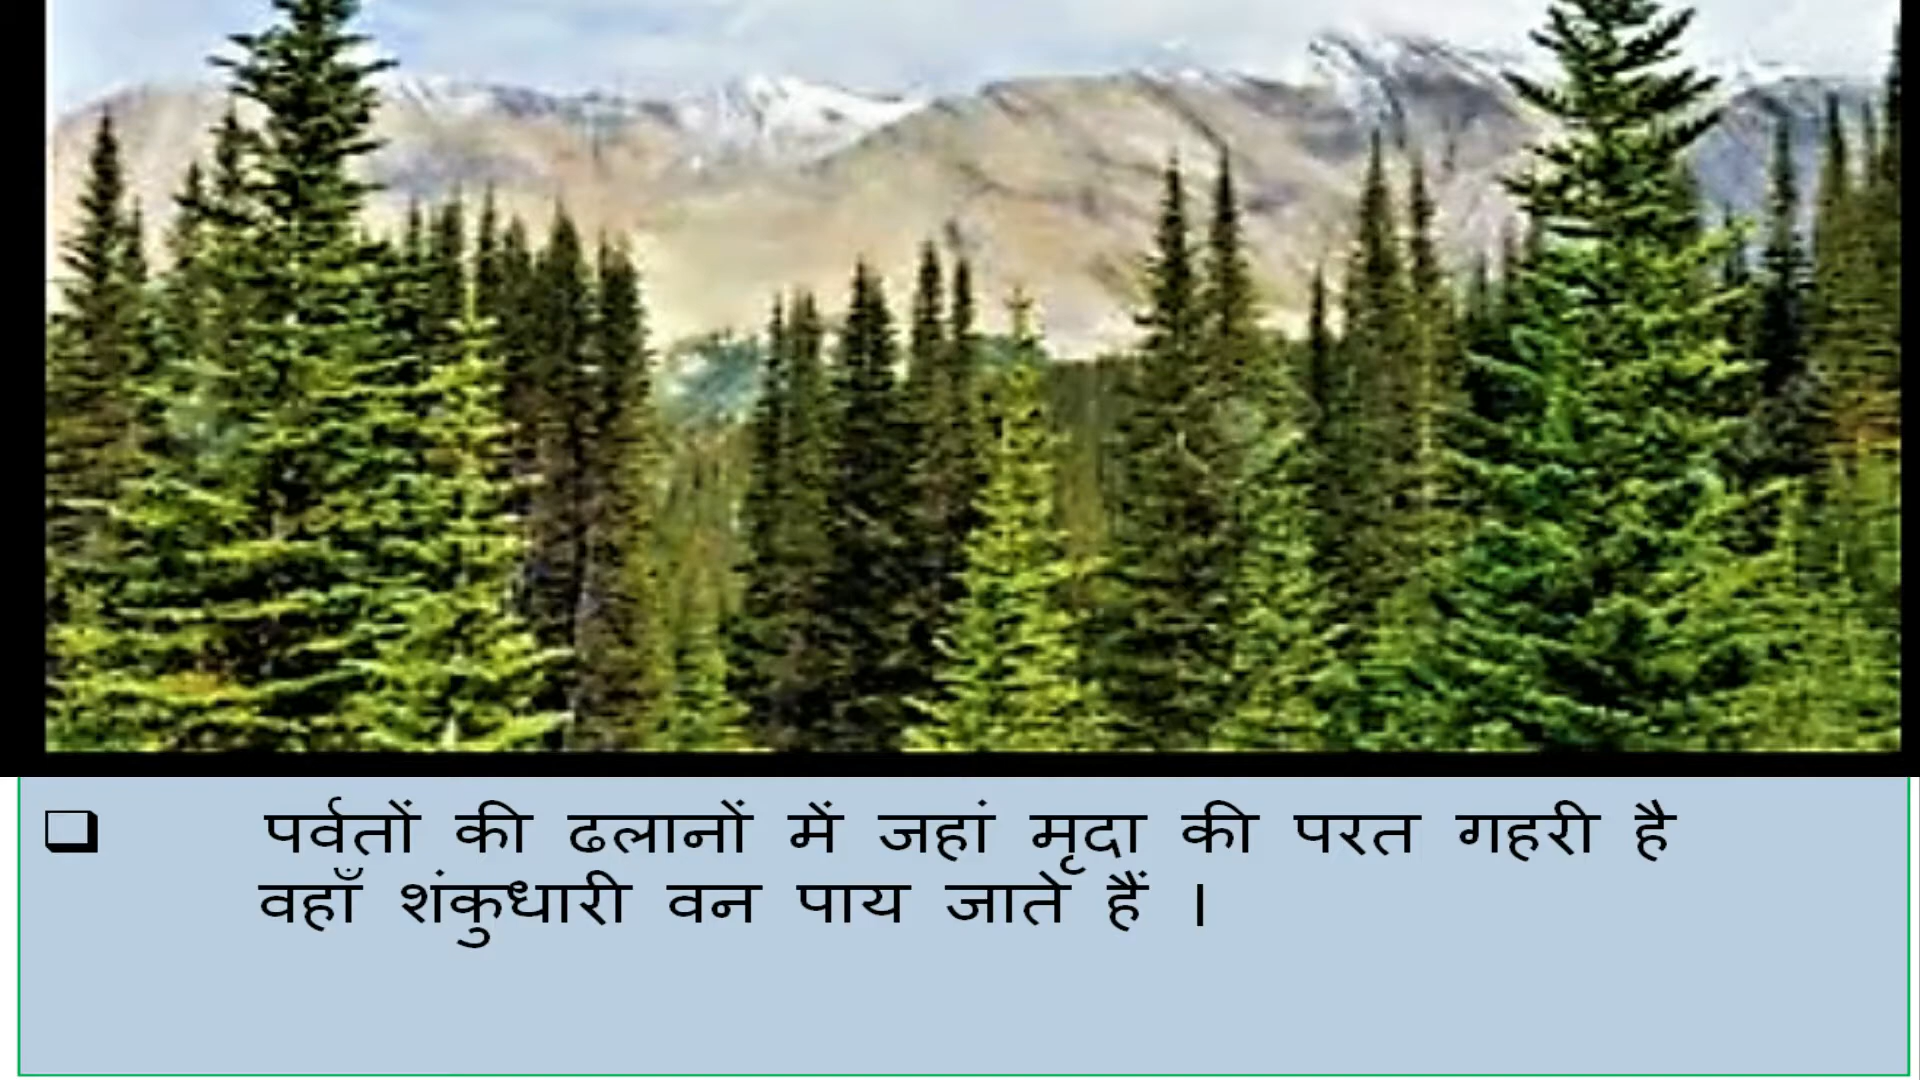 पर्वतों की ढलानों में जहां मृदा की परत गहरी है
वहाँ शंकुधारी वन पाय जाते हैं ।